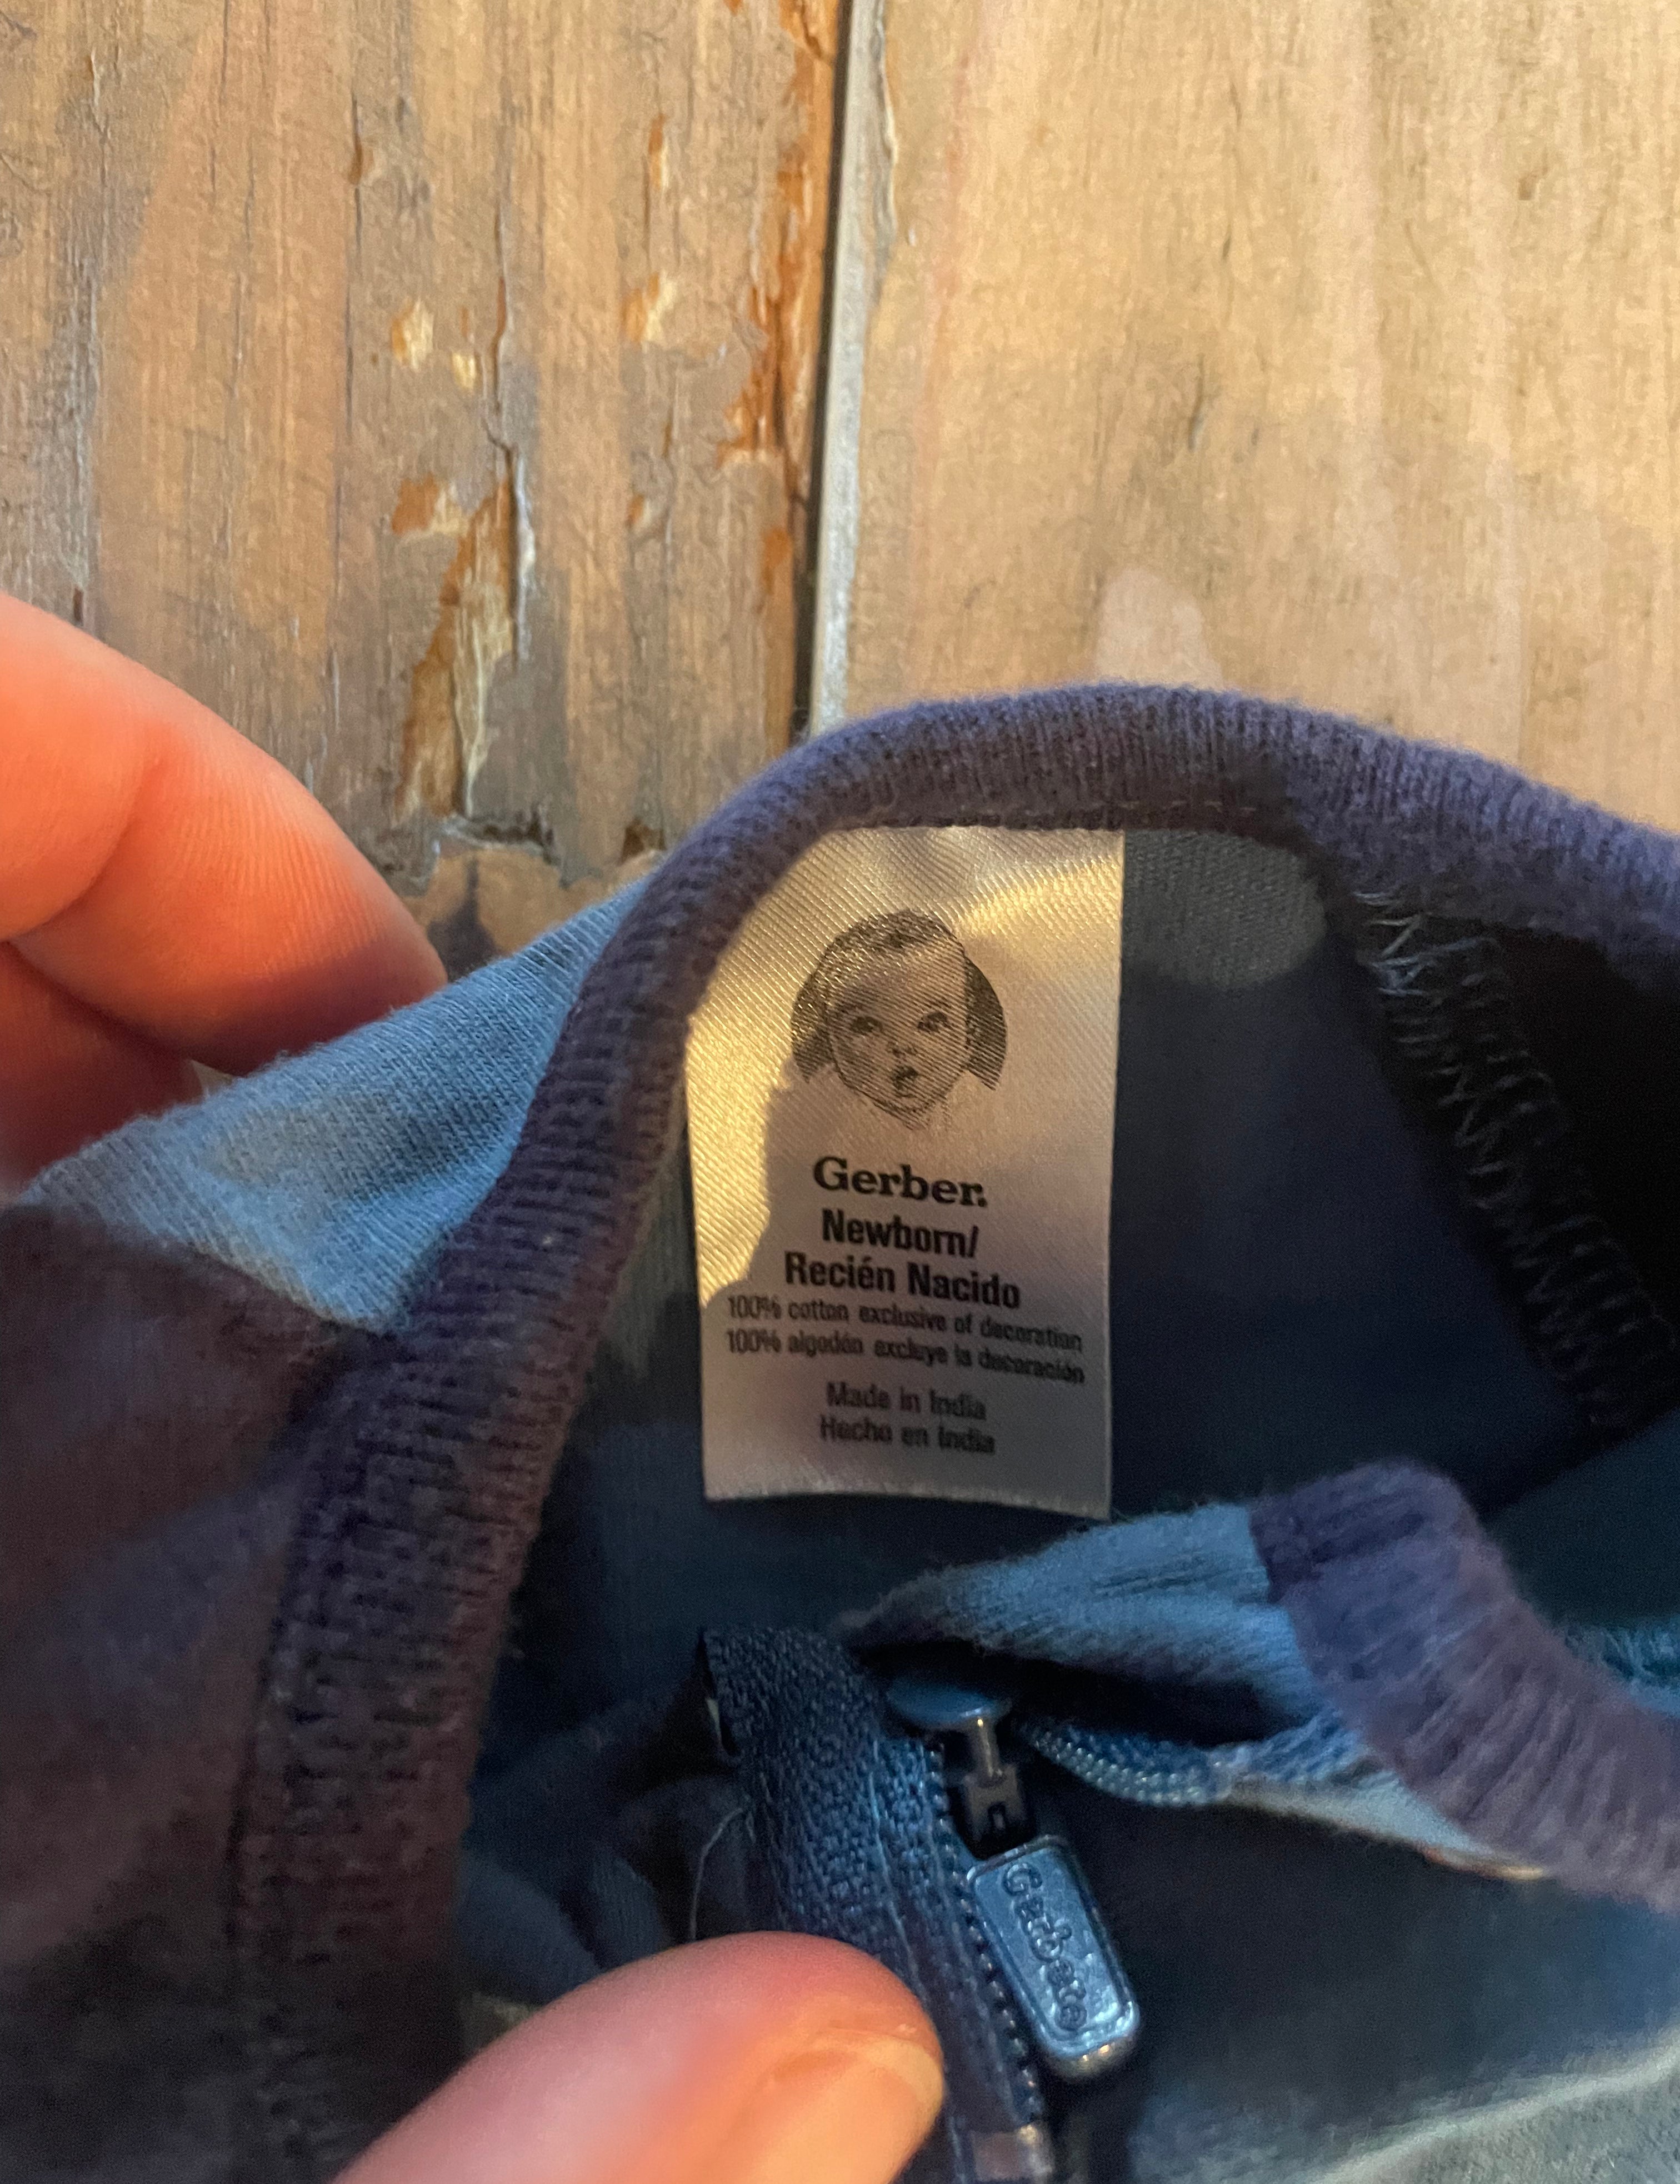 Gerber.
Newborn/
Recién Nacido
100% cotton exclusive of decoration
100% algodón excluye la decoración
Made in India
Hecho en India